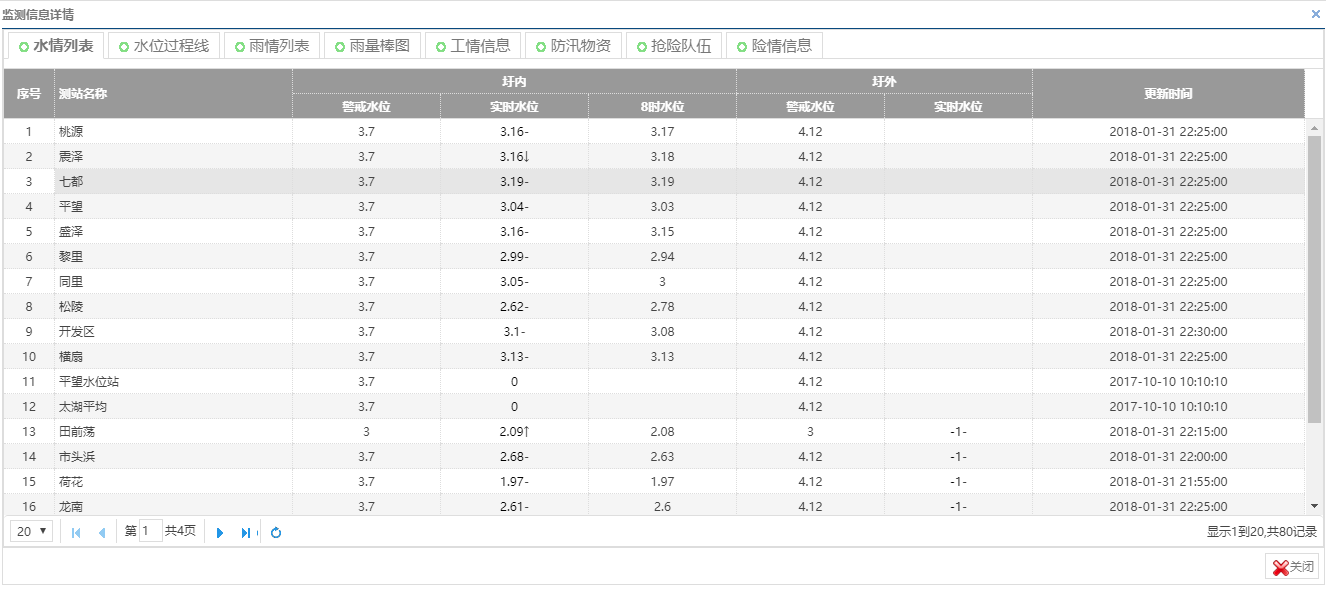 监测信息详情
水情列表 水位过程线 雨情列表 雨量棒图 工情信息 防汛物资 抢险队伍 险情信息
序号 测站名称 圩内 圩外 更新时间
警戒水位 实时水位 8时水位 警戒水位 实时水位
1 桃源 3.7 3.16- 3.17 4.12 2018-01-31 22:25:00
2 震泽 3.7 3.16↓ 3.18 4.12 2018-01-31 22:25:00
3 七都 3.7 3.19- 3.19 4.12 2018-01-31 22:25:00
4 平望 3.7 3.04- 3.03 4.12 2018-01-31 22:25:00
5 盛泽 3.7 3.16- 3.15 4.12 2018-01-31 22:25:00
6 黎里 3.7 2.99- 2.94 4.12 2018-01-31 22:25:00
7 同里 3.7 3.05- 3 4.12 2018-01-31 22:25:00
8 松陵 3.7 2.62- 2.78 4.12 2018-01-31 22:25:00
9 开发区 3.7 3.1- 3.08 4.12 2018-01-31 22:30:00
10 横扇 3.7 3.13- 3.13 4.12 2018-01-31 22:25:00
11 平望水位站 3.7 0 4.12 2017-10-10 10:10:10
12 太湖平均 3.7 0 4.12 2017-10-10 10:10:10
13 田前荡 3 2.09↑ 2.08 3 -1- 2018-01-31 22:15:00
14 市头浜 3.7 2.68- 2.63 4.12 -1- 2018-01-31 22:00:00
15 荷花 3.7 1.97- 1.97 4.12 -1- 2018-01-31 21:55:00
16 龙南 3.7 2.61- 2.6 4.12 -1- 2018-01-31 22:25:00
20 第 1 共4页 显示1到20,共80记录
关闭